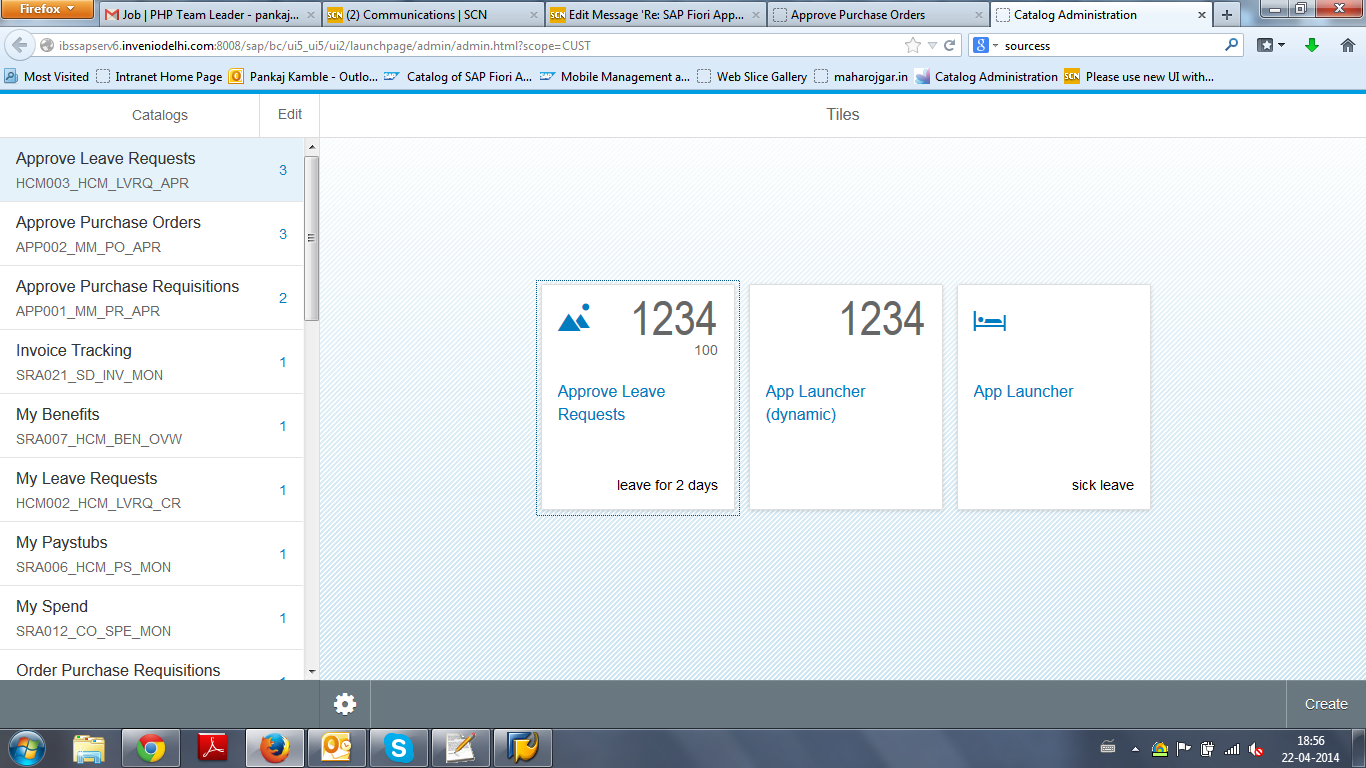 Firefox
Job | PHP Team Leader - pankaj...
SCN (2) Communications | SCN
SCN Edit Message 'Re: SAP Fiori App...
Approve Purchase Orders
Catalog Administration
ibssapserv6.inveniodelhi.com:8008/sap/bc/ui5_ui5/ui2/launchpage/admin/admin.html?scope=CUST
sourcess
Most Visited
Intranet Home Page
Pankaj Kamble - Outlo...
Catalog of SAP Fiori A...
Mobile Management a...
Web Slice Gallery
maharojgar.in
Catalog Administration
SCN Please use new UI with...
Catalogs
Edit
Tiles
Approve Leave Requests
HCM003_HCM_LVRQ_APR
3
Approve Purchase Orders
APP002_MM_PO_APR
3
Approve Purchase Requisitions
APP001_MM_PR_APR
2
Invoice Tracking
SRA021_SD_INV_MON
1
My Benefits
SRA007_HCM_BEN_OVW
1
My Leave Requests
HCM002_HCM_LVRQ_CR
1
My Paystubs
SRA006_HCM_PS_MON
1
My Spend
SRA012_CO_SPE_MON
1
Order Purchase Requisitions
1234
100
Approve Leave
Requests
leave for 2 days
1234
App Launcher
(dynamic)
App Launcher
sick leave
Create
18:56
22-04-2014